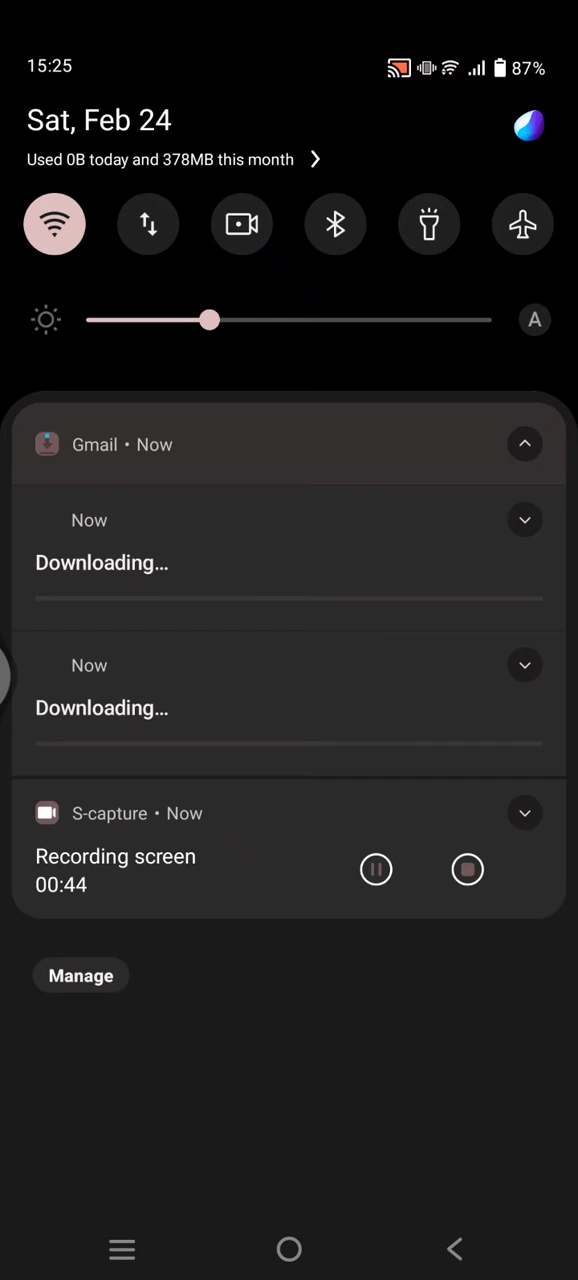 15:25
87%
Sat, Feb 24
Used 0B today and 378MB this month
A
Gmail • Now
Now
Downloading...
Now
Downloading...
S-capture • Now
Recording screen
00:44
Manage